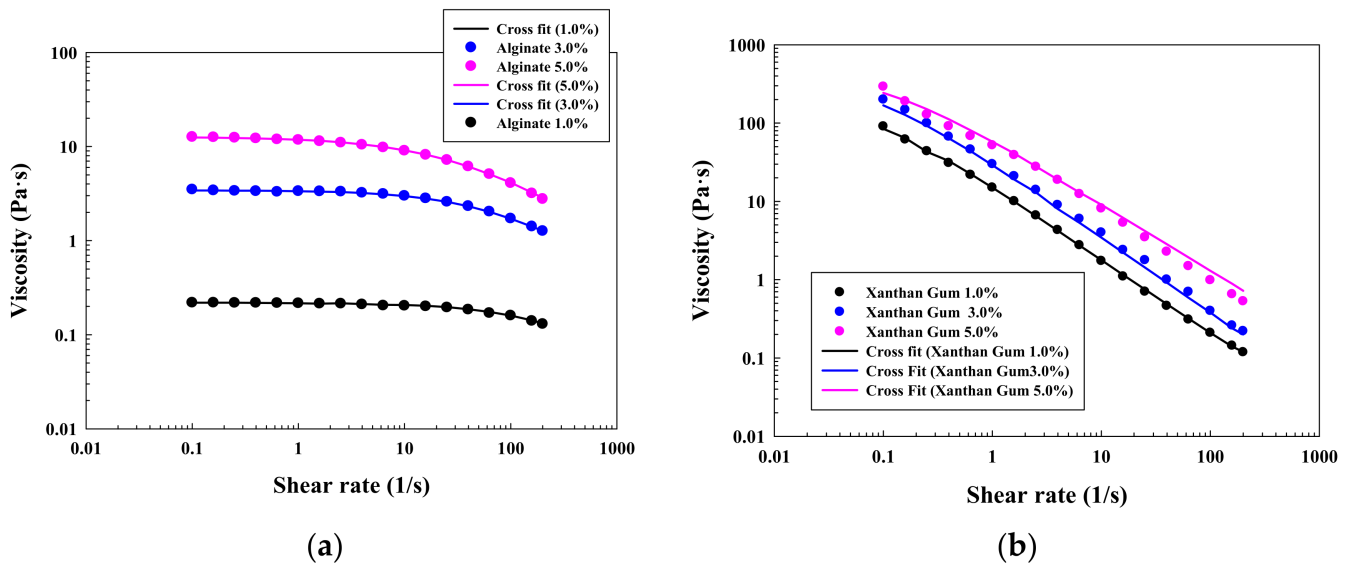 Cross fit (1.0%)
Alginate 3.0%
Alginate 5.0%
Cross fit (5.0%)
Cross fit (3.0%)
Alginate 1.0%
100
10
1
0.1
0.01
Viscosity (Pa·s)
0.01
0.1
1
10
100
1000
Shear rate (1/s)
(a)
1000
100
10
1
0.1
0.01
Viscosity (Pa·s)
Xanthan Gum 1.0%
Xanthan Gum 3.0%
Xanthan Gum 5.0%
Cross fit (Xanthan Gum 1.0%)
Cross Fit (Xanthan Gum3.0%)
Cross Fit (Xanthan Gum 5.0%)
0.01
0.1
1
10
100
1000
Shear rate (1/s)
(b)